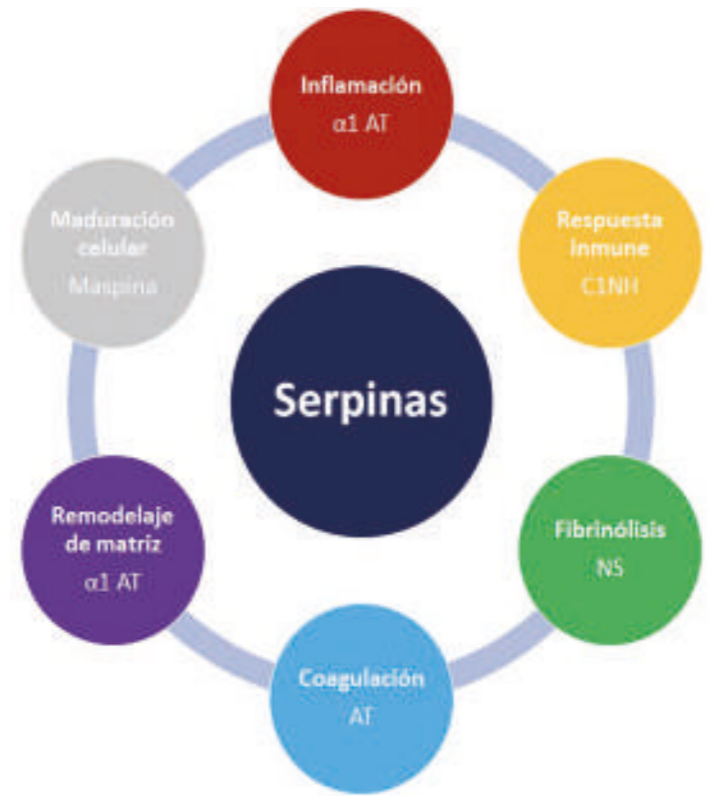 Inflamación
α1 AT
Respuesta
inmune
C1NH
Fibrinólisis
NS
Coagulación
AT
Remodelaje
de matriz
α1 AT
Maduración
celular
Maspina
Serpinas